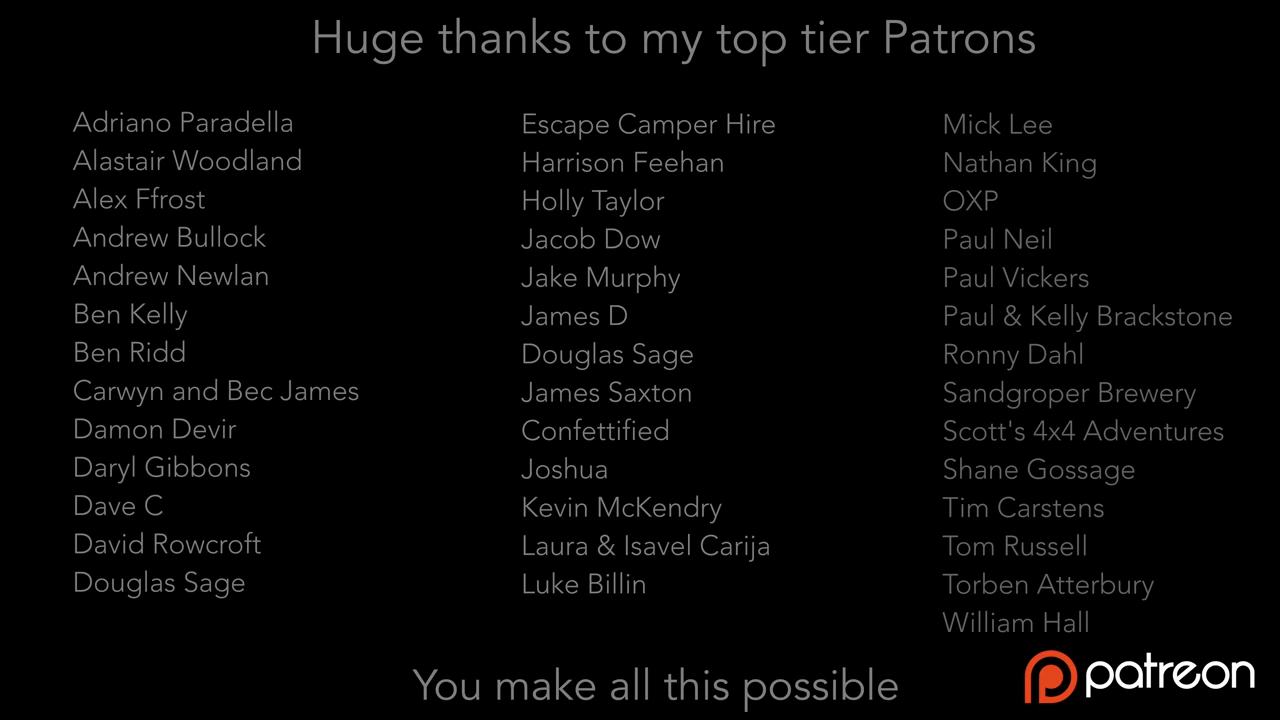 Huge thanks to my top tier Patrons
Adriano Paradella
Alastair Woodland
Alex Ffrost
Andrew Bullock
Andrew Newlan
Ben Kelly
Ben Ridd
Carwyn and Bec James
Damon Devir
Daryl Gibbons
Dave C
David Rowcroft
Douglas Sage
Escape Camper Hire
Harrison Feehan
Holly Taylor
Jacob Dow
Jake Murphy
James D
Douglas Sage
James Saxton
Confettified
Joshua
Kevin McKendry
Laura & Isavel Carija
Luke Billin
Mick Lee
Nathan King
OXP
Paul Neil
Paul Vickers
Paul & Kelly Brackstone
Ronny Dahl
Sandgroper Brewery
Scott's 4x4 Adventures
Shane Gossage
Tim Carstens
Tom Russell
Torben Atterbury
William Hall
You make all this possible
patreon